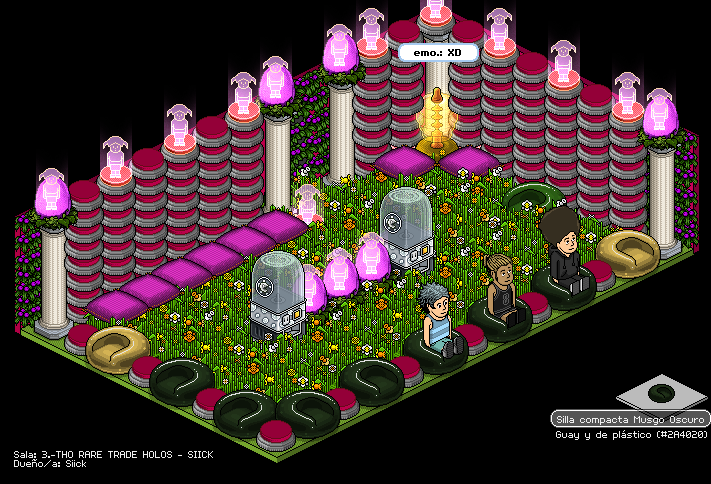 emo.: XD
Silla compacta Musgo Oscuro
Guay y de plástico (#2A4020)
Sala: 3.-THO RARE TRADE HOLOS - SIICK
Dueño/a: Siick